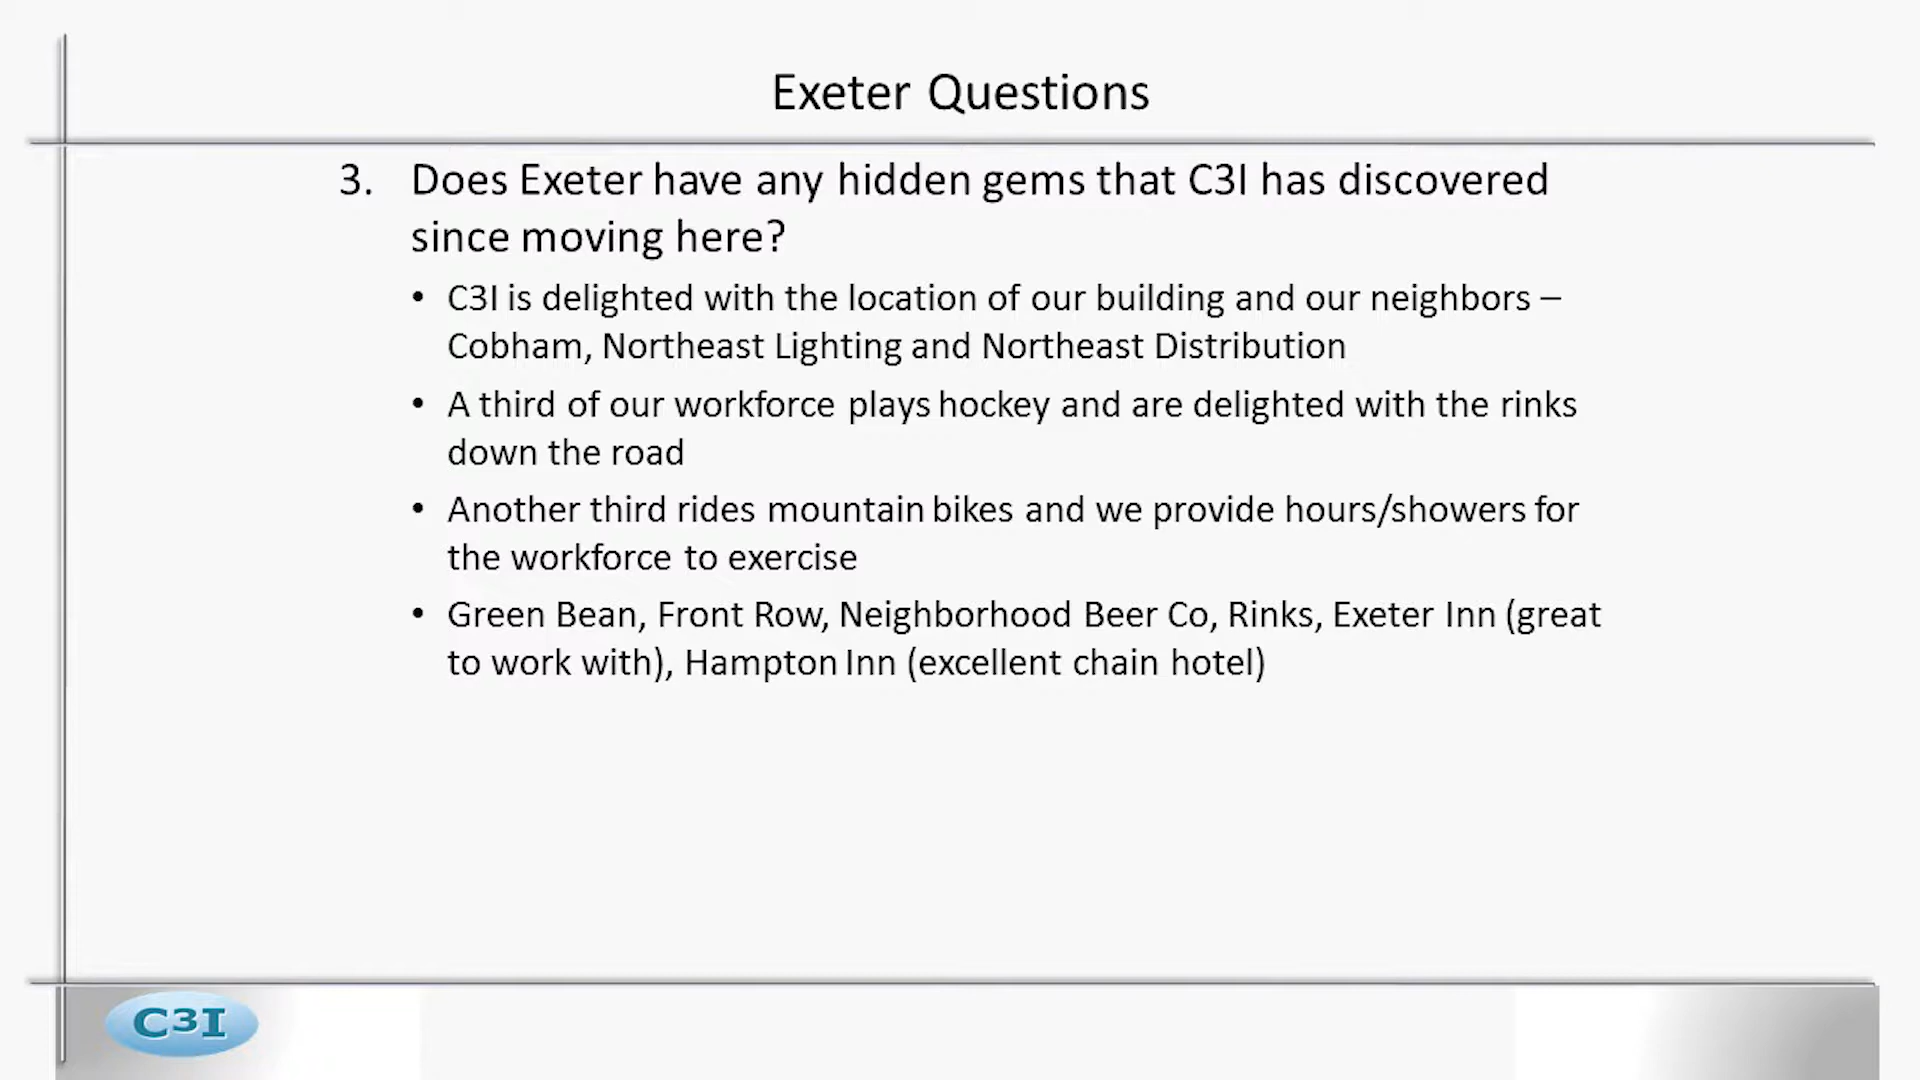 Exeter Questions
3. Does Exeter have any hidden gems that C3I has discovered
since moving here?
• C3I is delighted with the location of our building and our neighbors –
Cobham, Northeast Lighting and Northeast Distribution
• A third of our workforce plays hockey and are delighted with the rinks
down the road
• Another third rides mountain bikes and we provide hours/showers for
the workforce to exercise
• Green Bean, Front Row, Neighborhood Beer Co, Rinks, Exeter Inn (great
to work with), Hampton Inn (excellent chain hotel)
C3I